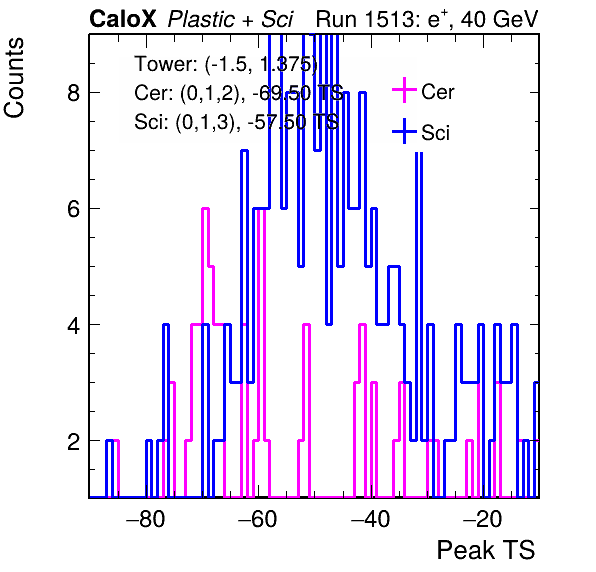 CaloX Plastic + Sci Run 1513: e+, 40 GeV
Counts
Tower: (-1.5, 1.375)
Cer: (0,1,2), -69.50 TS
Sci: (0,1,3), -57.50 TS
Cer
Sci
8
6
4
2
−80 −60 −40 −20
Peak TS